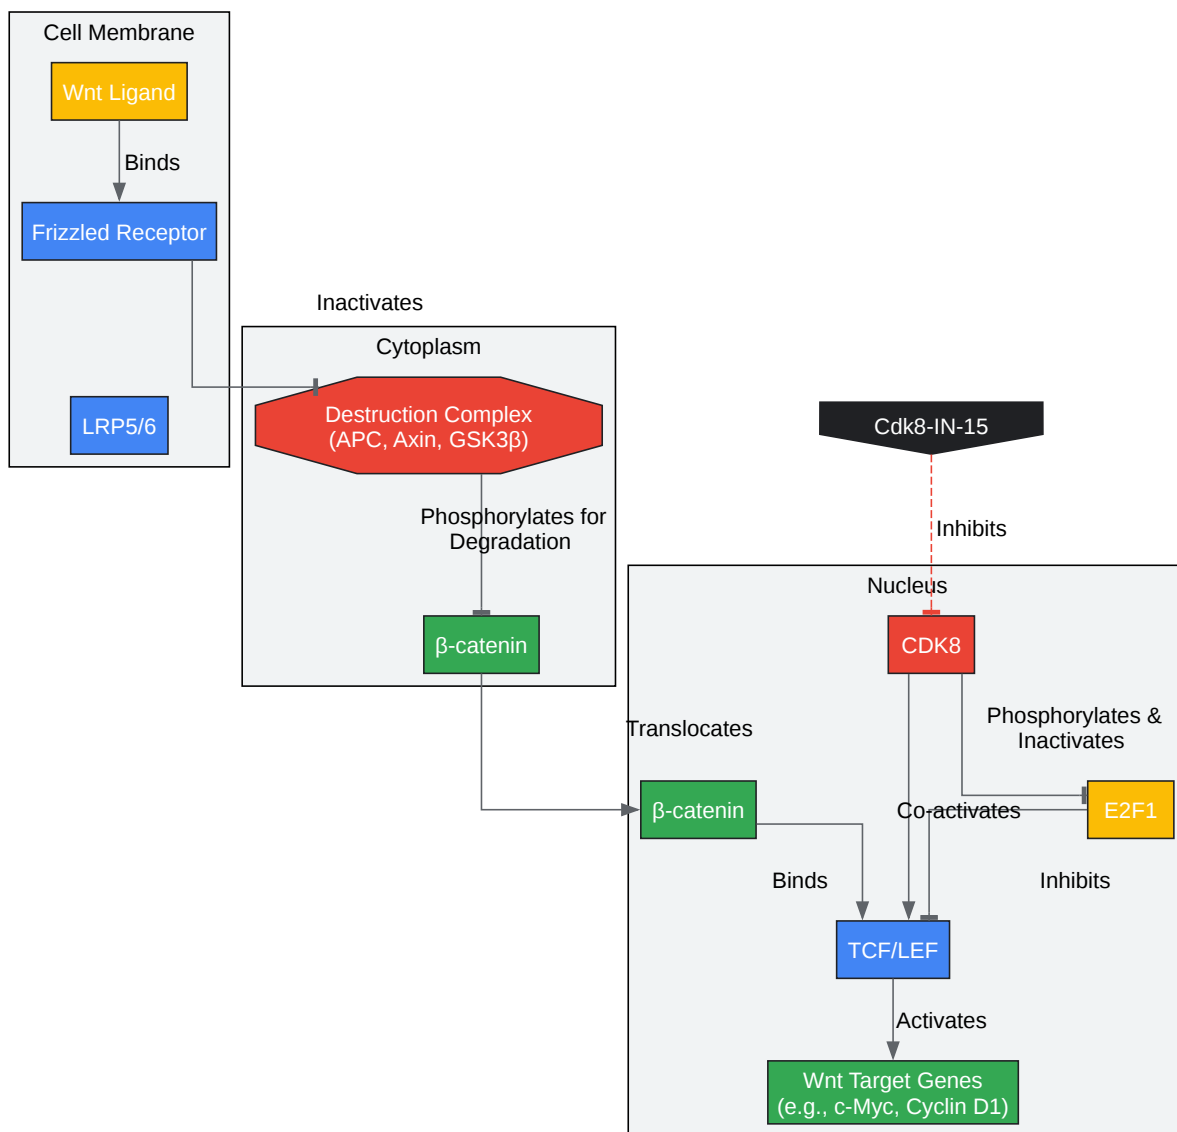 Cell Membrane
Wnt Ligand
Binds
Frizzled Receptor
Inactivates
Cytoplasm
LRP5/6
Destruction Complex
(APC, Axin, GSK3β)
Cdk8-IN-15
Phosphorylates for
Degradation
Inhibits
Nucleus
β-catenin
CDK8
Translocates
Phosphorylates &
Inactivates
β-catenin
Co-activates
E2F1
Binds
Inhibits
TCF/LEF
Activates
Wnt Target Genes
(e.g., c-Myc, Cyclin D1)